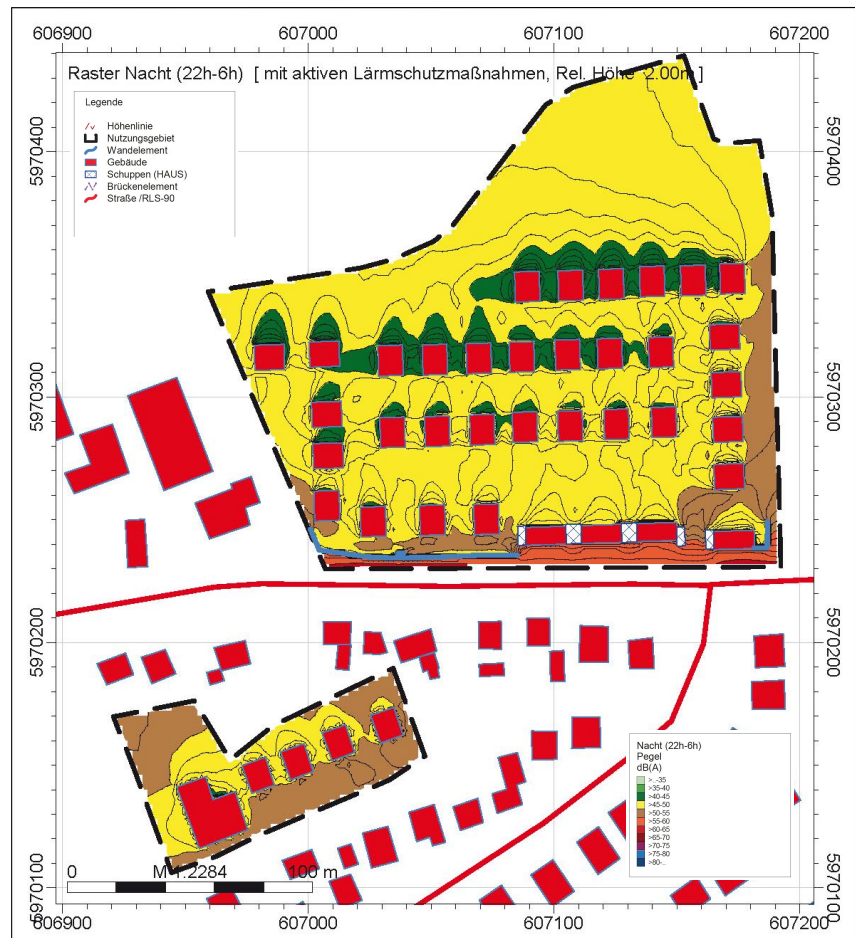 606900 607000 607100 607200
Raster Nacht (22h-6h) [ mit aktiven Lärmschutzmaßnahmen, Rel. Höhe 2.00m ]
Legende
Höhenlinie
Nutzungsgebiet
Wandelement
Gebäude
Schuppen (HAUS)
Brückenelement
Straße /RLS-90
5970400 5970400
5970300 5970300
5970200 5970200
5970100 5970100
Nacht (22h-6h)
Pegel
dB(A)
>..-35
>35-40
>40-45
>45-50
>50-55
>55-60
>60-65
>65-70
>70-75
>75-80
>80-..
0 M 1:2284 100 m
606900 607000 607100 607200